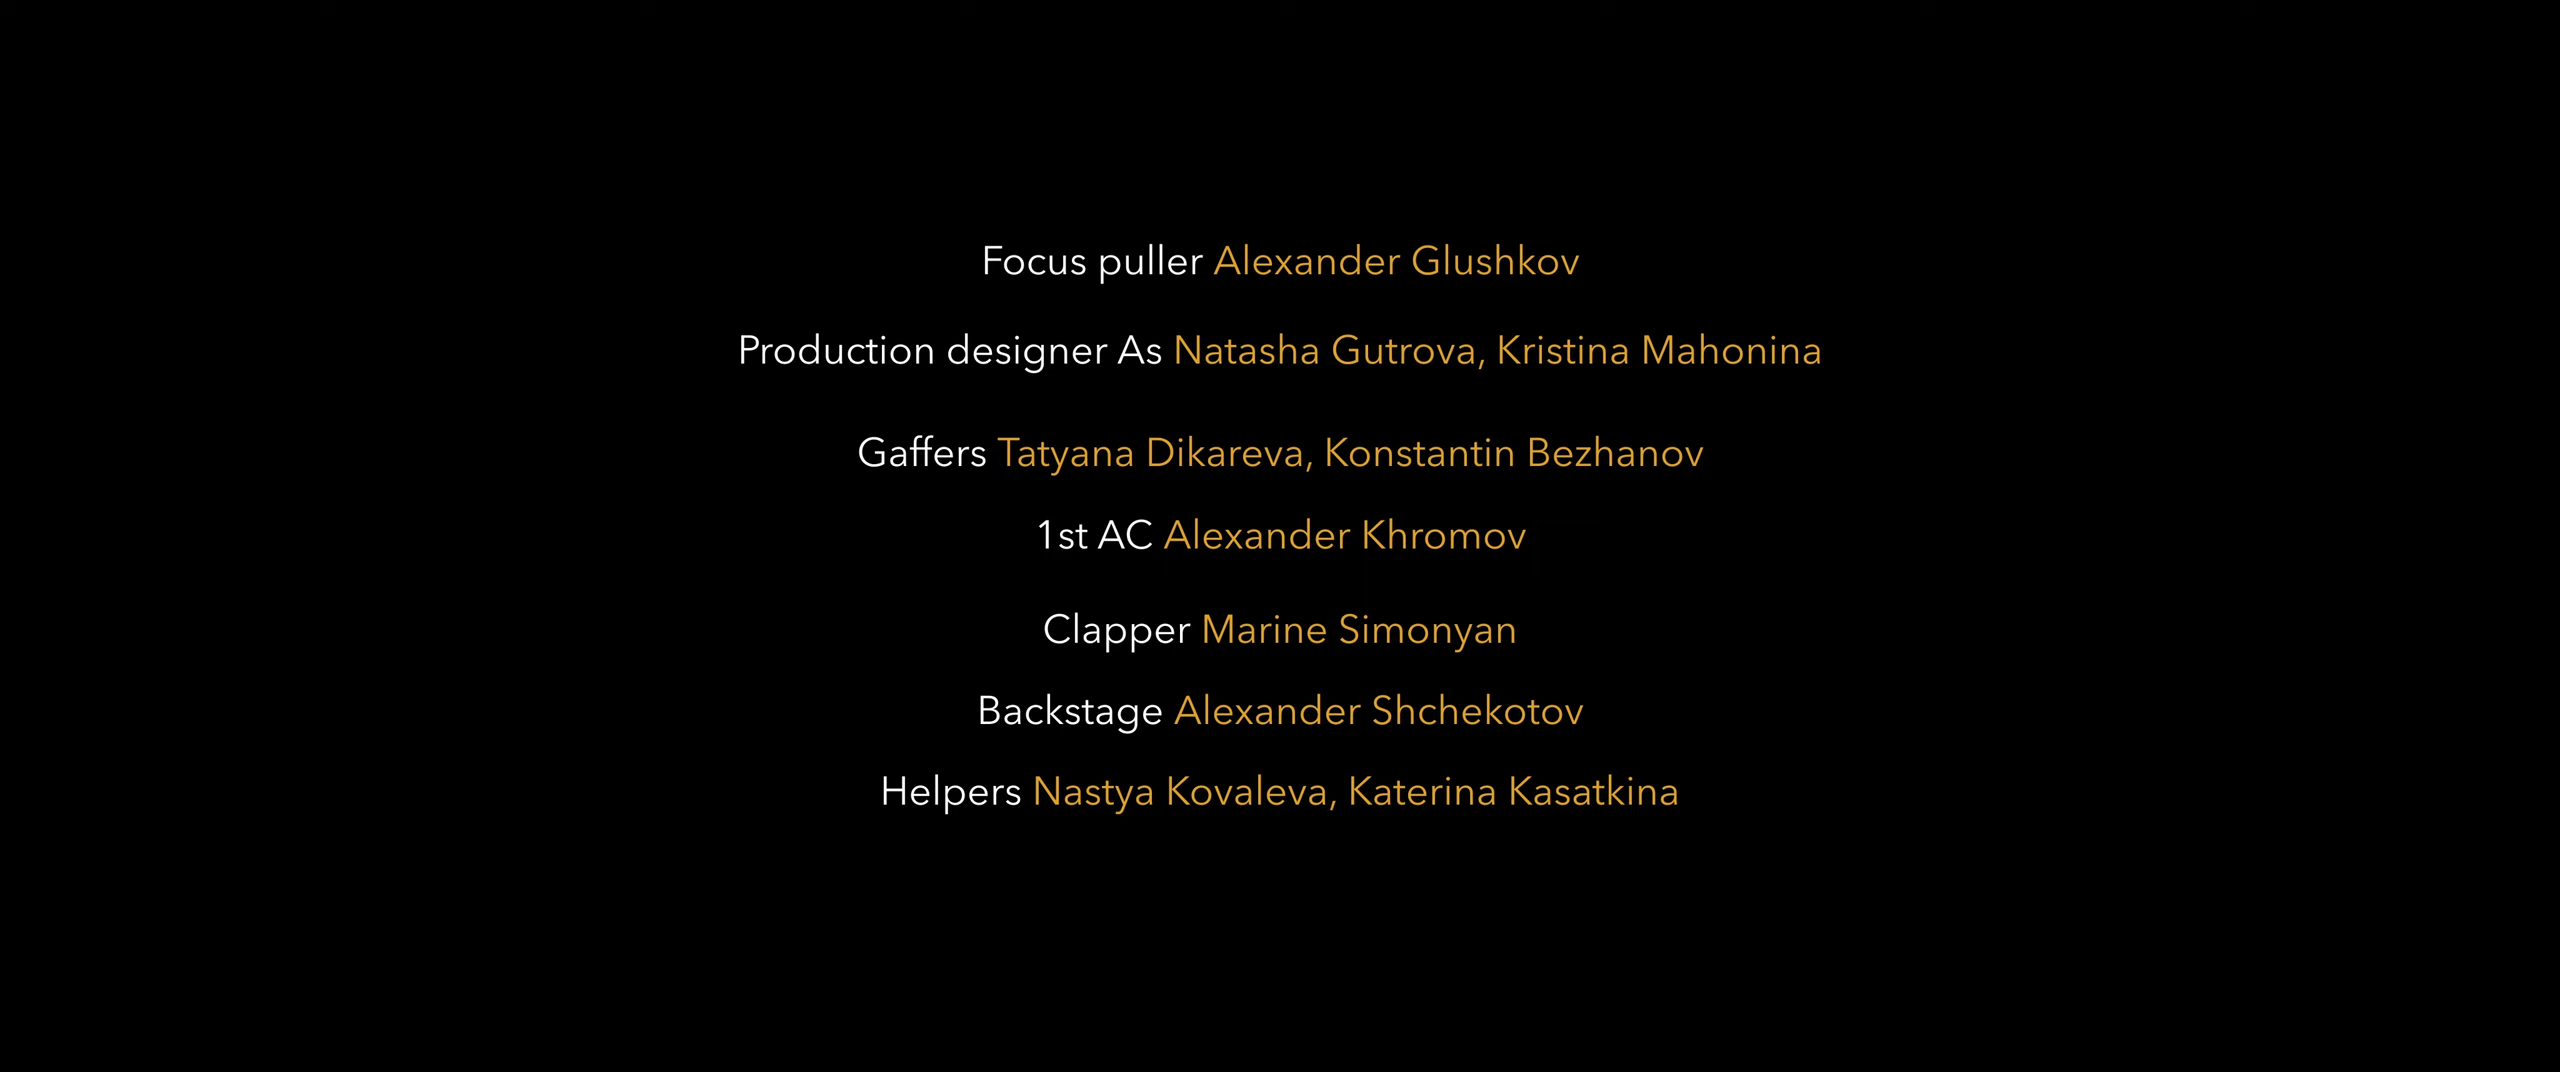 Focus puller Alexander Glushkov
Production designer As Natasha Gutrova, Kristina Mahonina
Gaffers Tatyana Dikareva, Konstantin Bezhanov
1st AC Alexander Khromov
Clapper Marine Simonyan
Backstage Alexander Shchekotov
Helpers Nastya Kovaleva, Katerina Kasatkina